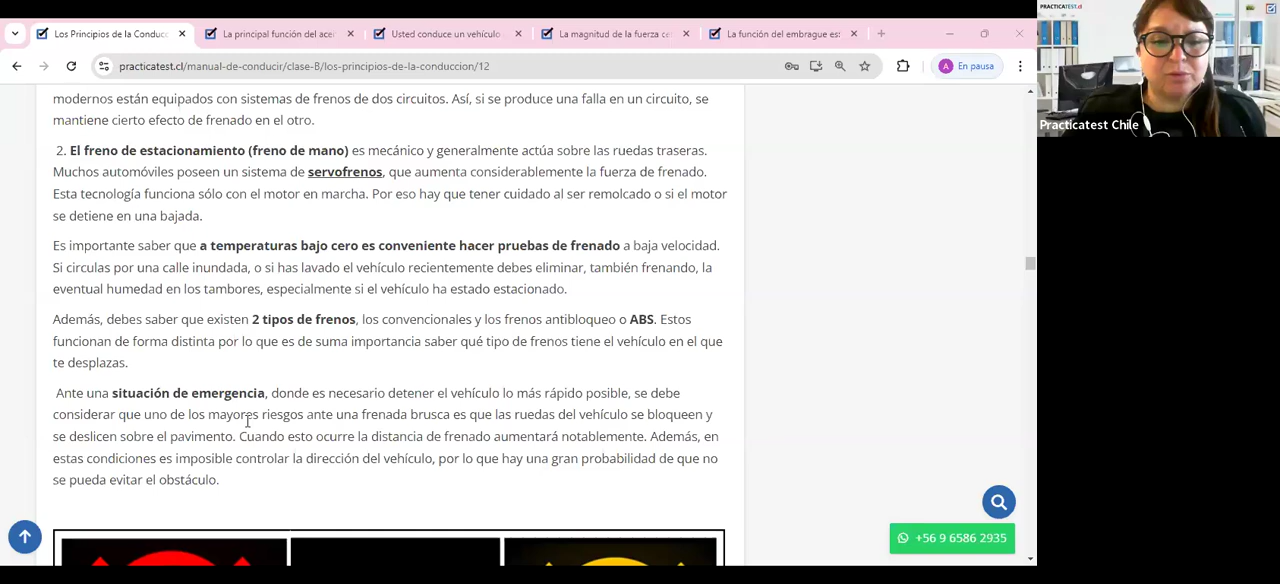 Los Principios de la Conduc
La principal función del ace
Usted conduce un vehículo
La magnitud de la fuerza ce
La función del embrague es:
practicatest.cl/manual-de-conducir/clase-B/los-principios-de-la-conduccion/12
A En pausa
PRACTICATEST.cl
Practicatest Chile
modernos están equipados con sistemas de frenos de dos circuitos. Así, si se produce una falla en un circuito, se
mantiene cierto efecto de frenado en el otro.
2. El freno de estacionamiento (freno de mano) es mecánico y generalmente actúa sobre las ruedas traseras.
Muchos automóviles poseen un sistema de servofrenos, que aumenta considerablemente la fuerza de frenado.
Esta tecnología funciona sólo con el motor en marcha. Por eso hay que tener cuidado al ser remolcado o si el motor
se detiene en una bajada.
Es importante saber que a temperaturas bajo cero es conveniente hacer pruebas de frenado a baja velocidad.
Si circulas por una calle inundada, o si has lavado el vehículo recientemente debes eliminar, también frenando, la
eventual humedad en los tambores, especialmente si el vehículo ha estado estacionado.
Además, debes saber que existen 2 tipos de frenos, los convencionales y los frenos antibloqueo o ABS. Estos
funcionan de forma distinta por lo que es de suma importancia saber qué tipo de frenos tiene el vehículo en el que
te desplazas.
Ante una situación de emergencia, donde es necesario detener el vehículo lo más rápido posible, se debe
considerar que uno de los mayores riesgos ante una frenada brusca es que las ruedas del vehículo se bloqueen y
se deslicen sobre el pavimento. Cuando esto ocurre la distancia de frenado aumentará notablemente. Además, en
estas condiciones es imposible controlar la dirección del vehículo, por lo que hay una gran probabilidad de que no
se pueda evitar el obstáculo.
+56 9 6586 2935